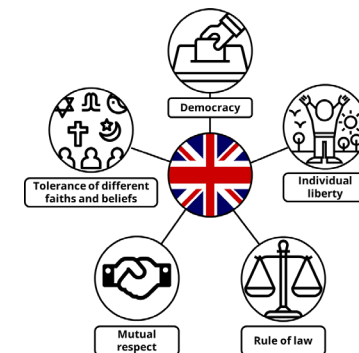 Democracy
Tolerance of different
faiths and beliefs
Individual
liberty
Mutual
respect
Rule of law